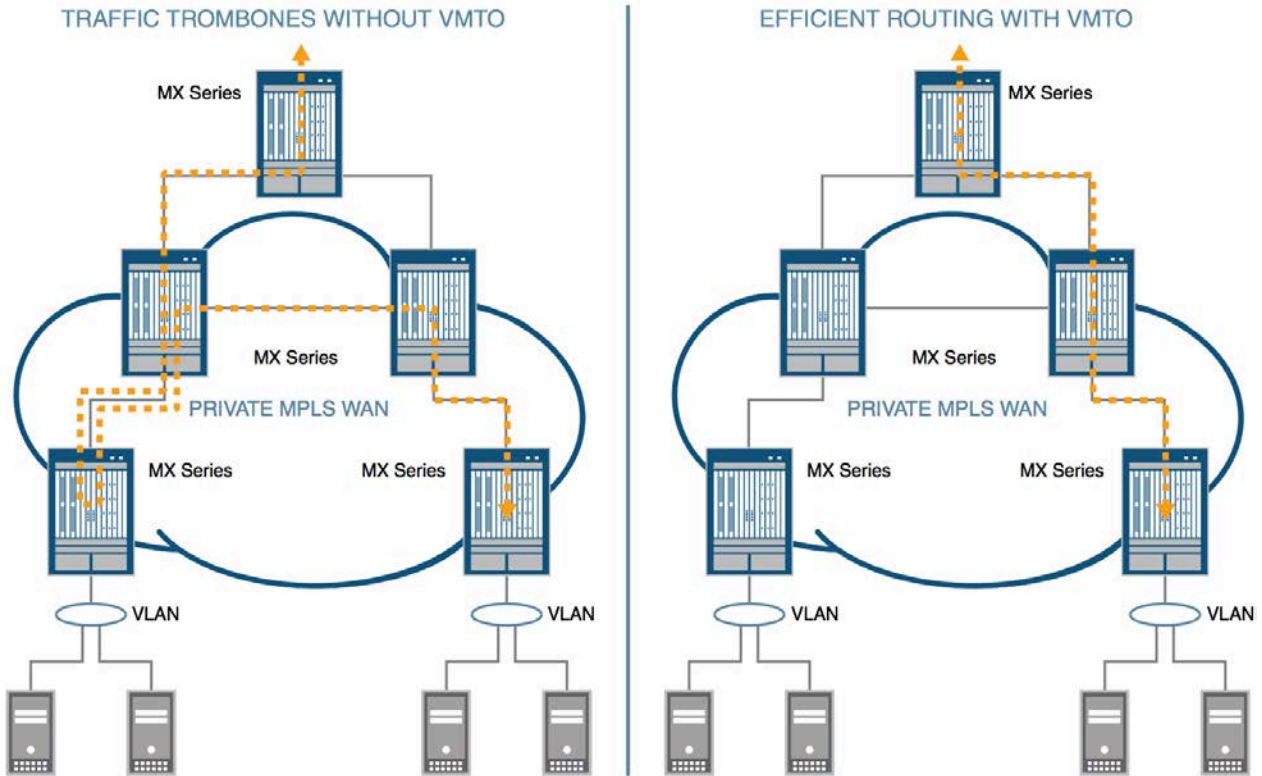 TRAFFIC TROMBONES WITHOUT VMTO
MX Series
MX Series
PRIVATE MPLS WAN
MX Series
MX Series
VLAN
VLAN
EFFICIENT ROUTING WITH VMTO
MX Series
MX Series
PRIVATE MPLS WAN
MX Series
MX Series
VLAN
VLAN